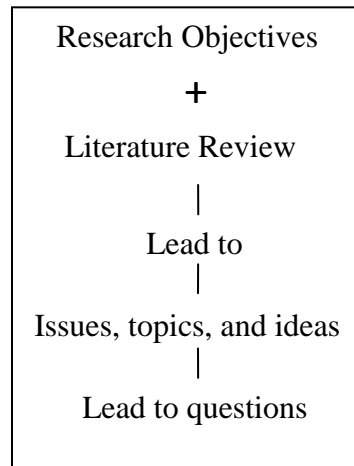 Research Objectives
+
Literature Review
Lead to
Issues, topics, and ideas
Lead to questions